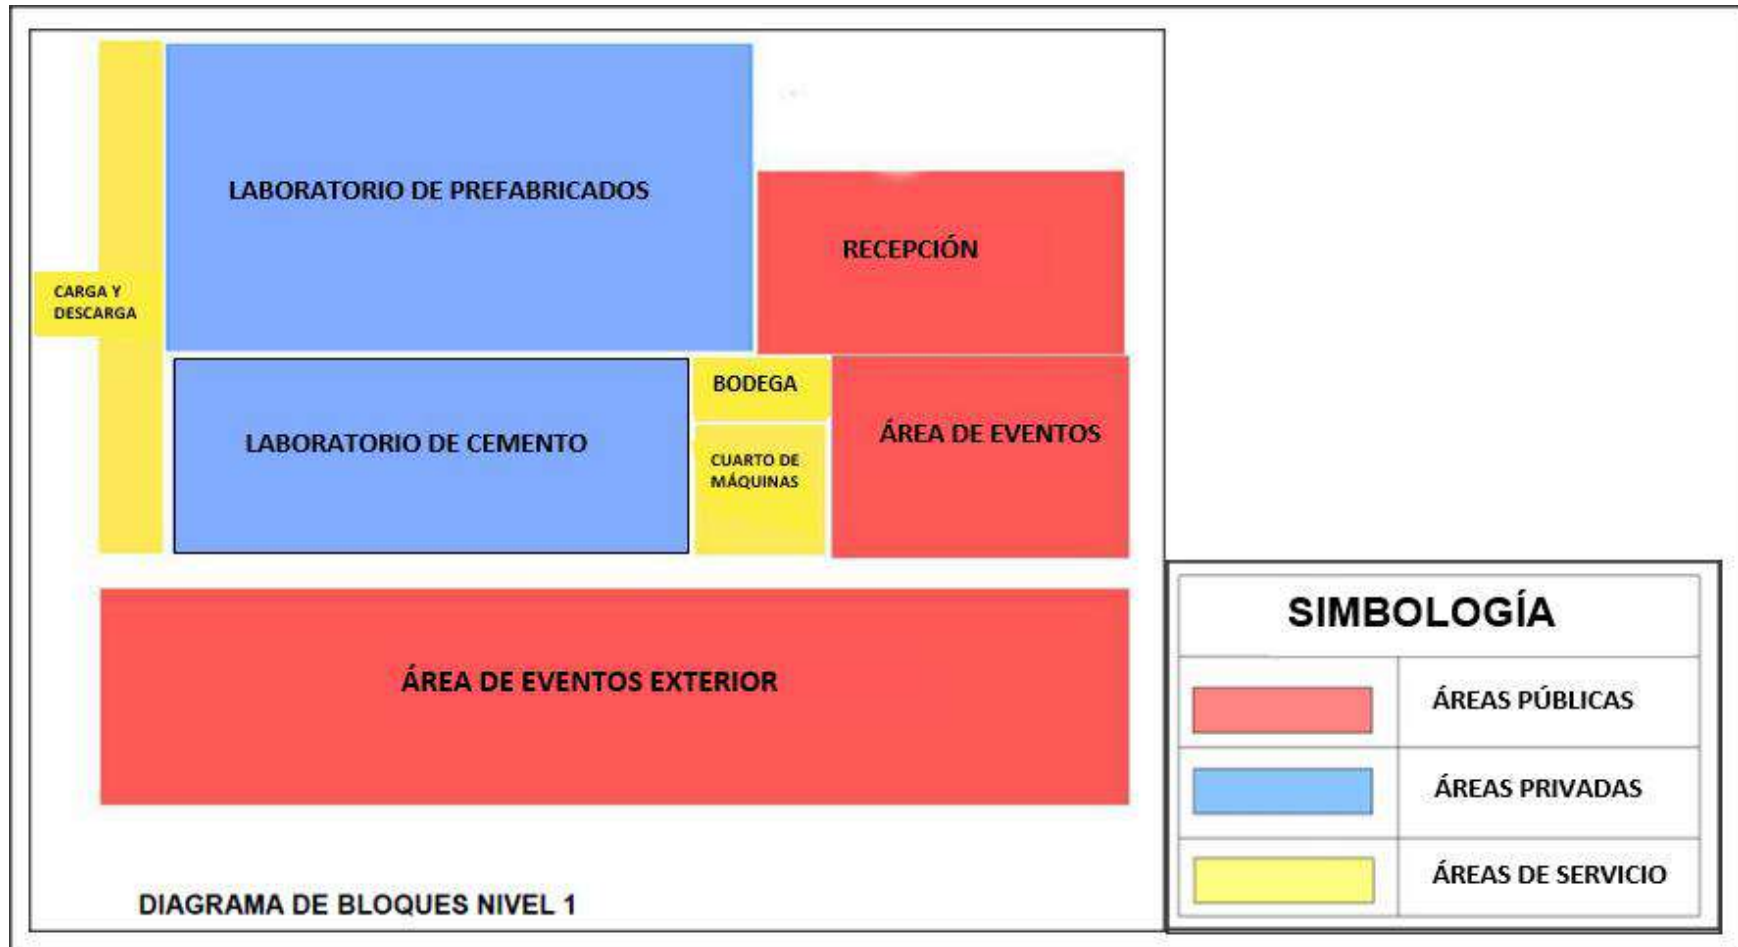 LABORATORIO DE PREFABRICADOS
RECEPCIÓN
CARGA Y
DESCARGA
BODEGA
LABORATORIO DE CEMENTO
ÁREA DE EVENTOS
CUARTO DE
MÁQUINAS
ÁREA DE EVENTOS EXTERIOR
DIAGRAMA DE BLOQUES NIVEL 1
SIMBOLOGÍA
ÁREAS PÚBLICAS
ÁREAS PRIVADAS
ÁREAS DE SERVICIO